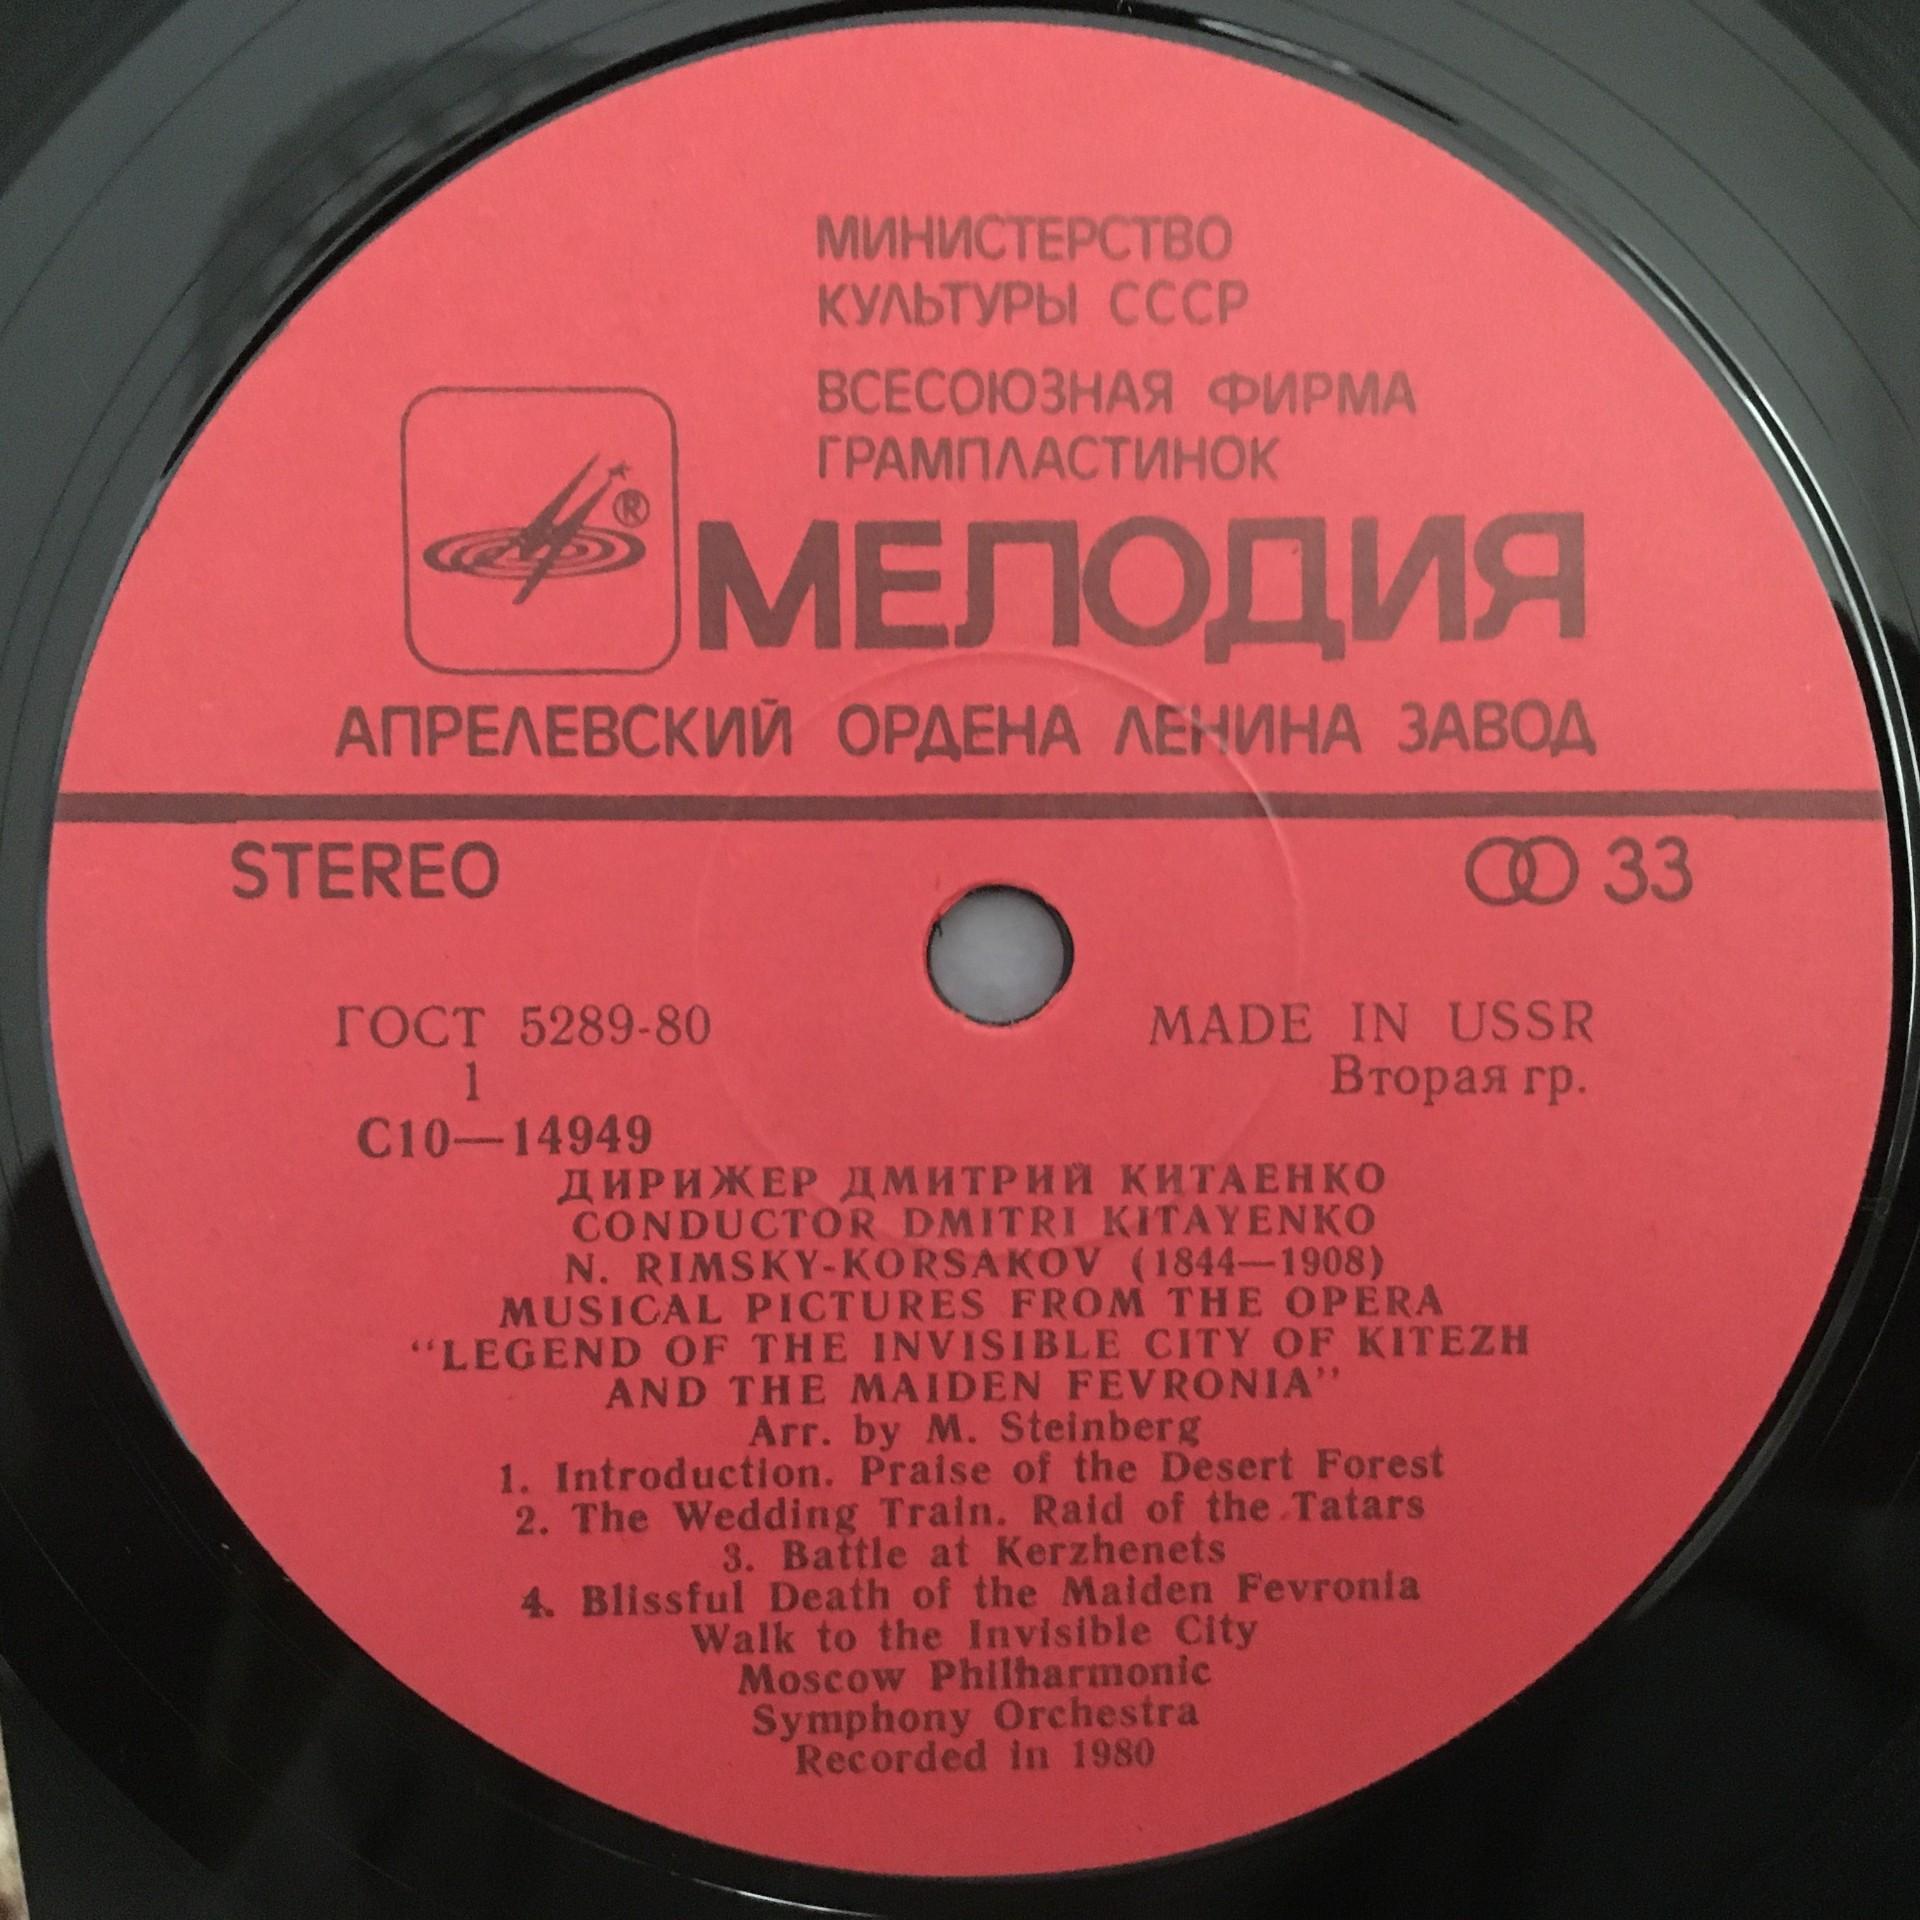 МИНИСТЕРСТВО
КУЛЬТУРЫ СССР
ВСЕСОЮЗНАЯ ФИРМА
ГРАМПЛАСТИНОК
®
МЕЛОДИЯ
АПРЕЛЕВСКИЙ ОРДЕНА ЛЕНИНА ЗАВОД
STEREO 33
ГОСТ 5289-80 MADE IN USSR
1 Вторая гр.
С10—14949
ДИРИЖЕР ДМИТРИЙ КИТАЕНКО
CONDUCTOR DMITRI KITAYENKO
N. RIMSKY-KORSAKOV (1844—1908)
MUSICAL PICTURES FROM THE OPERA
“LEGEND OF THE INVISIBLE CITY OF KITEZH
AND THE MAIDEN FEVRONIA”
Arr. by M. Steinberg
1. Introduction. Praise of the Desert Forest
2. The Wedding Train. Raid of the Tatars
3. Battle at Kerzhenets
4. Blissful Death of the Maiden Fevronia
Walk to the Invisible City
Moscow Philharmonic
Symphony Orchestra
Recorded in 1980